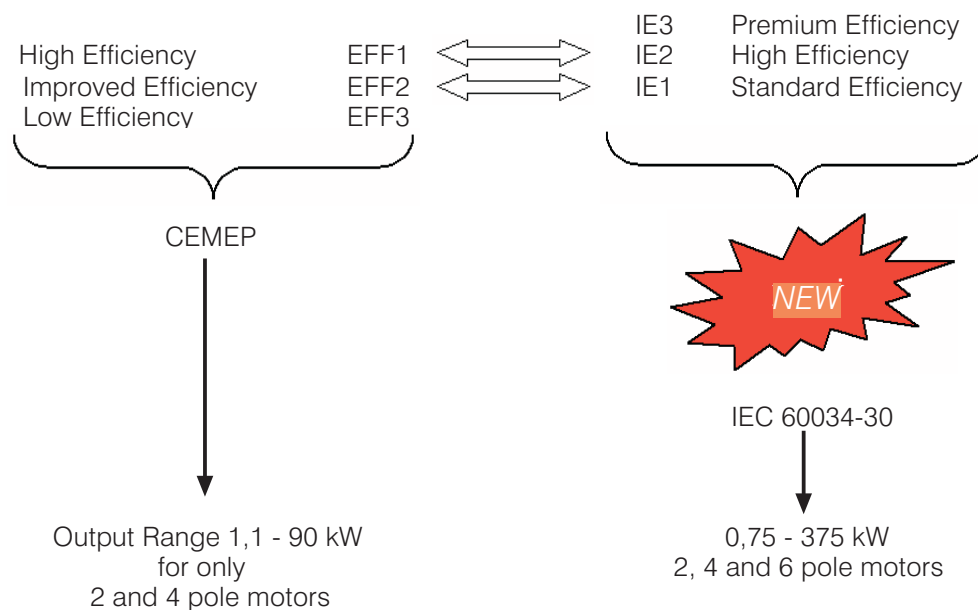 High Efficiency EFF1
Improved Efficiency EFF2
Low Efficiency EFF3
IE3 Premium Efficiency
IE2 High Efficiency
IE1 Standard Efficiency
CEMEP
NEW
IEC 60034-30
Output Range 1,1 - 90 kW
for only
2 and 4 pole motors
0,75 - 375 kW
2, 4 and 6 pole motors